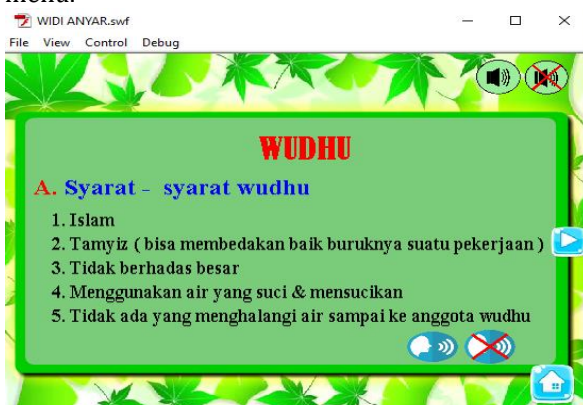 WIDI ANYAR.swf
File View Control Debug
WUDHU
A. Syarat - syarat wudhu
1. Islam
2. Tamyiz ( bisa membedakan baik buruknya suatu pekerjaan )
3. Tidak berhadas besar
4. Menggunakan air yang suci & mensucikan
5. Tidak ada yang menghalangi air sampai ke anggota wudhu